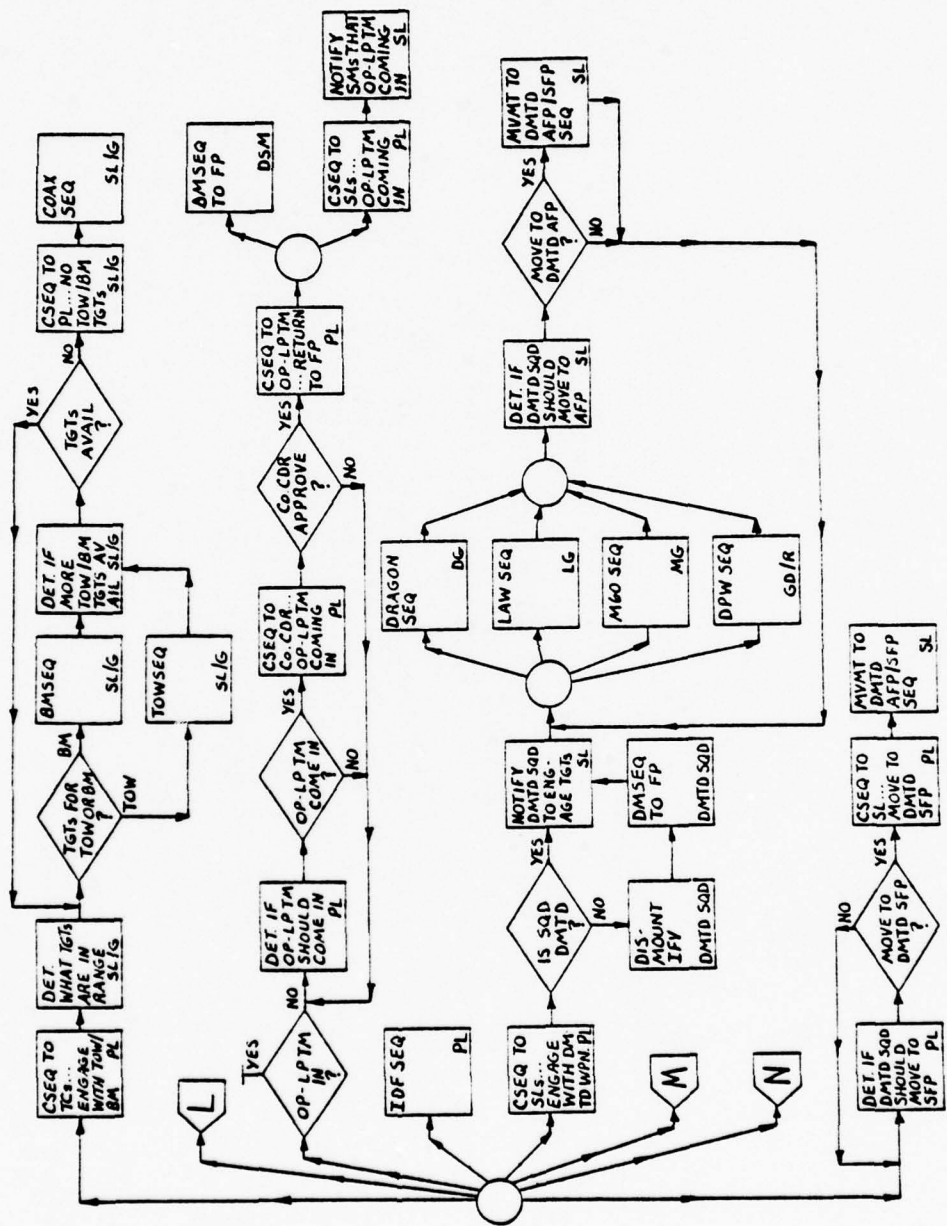 CSEQ TO
TCs...
ENGAGE
WITH TOW/
BM PL
DET.
WHAT TGTS
ARE IN
RANGE
SL/G
TGTs FOR
TOW OR BM
?
BM
TOW
BMSEQ
SL/G
TOWSEQ
SL/G
DET. IF
MORE
TOW/BM
TGTs AV
AIL SL/G
TGTs
AVAIL
?
YES
NO
CSEQ TO
PL... NO
TOW/BM
TGTs
SL/G
COAX
SEQ
SL/G
L
OP-LPTM
IN
?
YES
NO
DET. IF
OP-LPTM
SHOULD
COME IN
PL
OP-LPTM
COME IN
?
YES
NO
CSEQ TO
Co.CDR...
OP-LPTM
COMING
IN PL
Co.CDR
APPROVE
?
YES
NO
CSEQ TO
OP-LPTM
...RETURN
TO FP
PL
BMSEQ
TO FP
DSM
CSEQ TO
SLs...
OP-LPTM
COMING
IN PL
NOTIFY
SMs THAT
OP-LPTM
COMING
IN SL
IDF SEQ
PL
CSEQ TO
SLs...
ENGAGE
WITH DM
TD WPN. PL
IS SQD
DMTD
?
YES
NO
NOTIFY
DMTD SQD
TO ENG-
AGE TGTs
SL
DIS-
MOUNT
IFV
DMTD SQD
DMSEQ
TO FP
DMTD SQD
DRAGON
SEQ
DG
LAW SEQ
LG
M60 SEQ
MG
DPW SEQ
GD/R
DET. IF
DMTD SQD
SHOULD
MOVE TO
AFP SL
MOVE TO
DMTD AFP
?
YES
NO
MVMT TO
DMTD
AFP/SFP
SEQ
SL
M
N
DET. IF
DMTD SQD
SHOULD
MOVE TO
SFP PL
MOVE TO
DMTD SFP
?
NO
YES
CSEQ TO
SL...
MOVE TO
DMTD
SFP PL
MVMT TO
DMTD
AFP/SFP
SEQ
SL